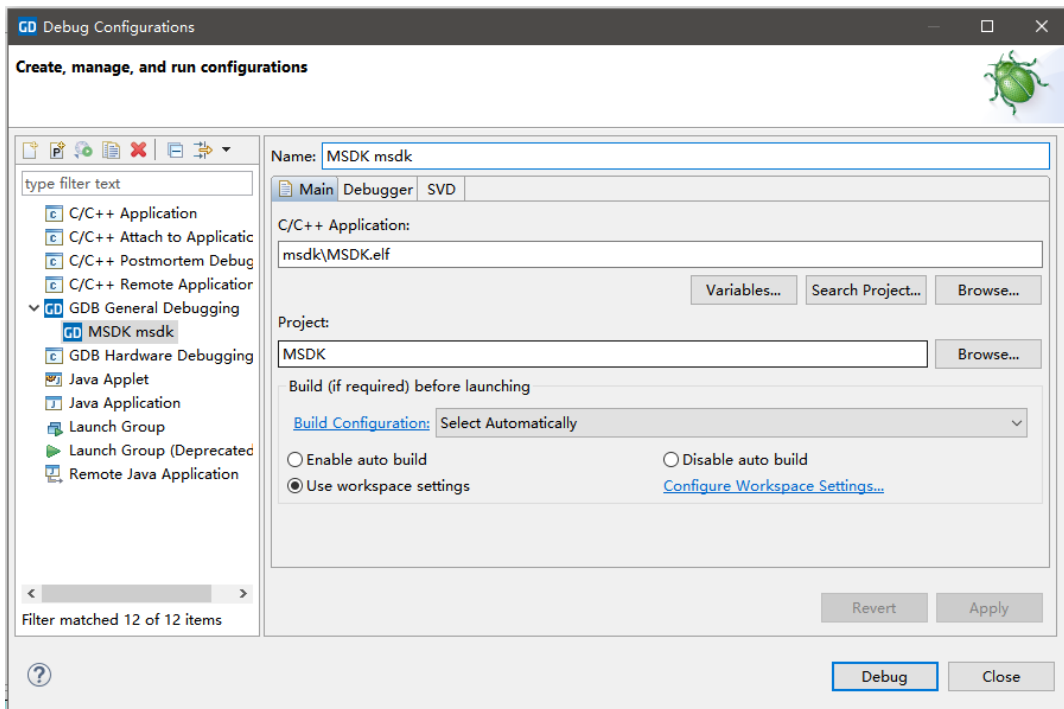 GD Debug Configurations
Create, manage, and run configurations
type filter text
C/C++ Application
C/C++ Attach to Applicatic
C/C++ Postmortem Debug
C/C++ Remote Application
GD GDB General Debugging
GD MSDK msdk
GDB Hardware Debugging
Java Applet
Java Application
Launch Group
Launch Group (Deprecated
Remote Java Application
Filter matched 12 of 12 items
Name: MSDK msdk
Main Debugger SVD
C/C++ Application:
msdk\MSDK.elf
Variables... Search Project... Browse...
Project:
MSDK Browse...
Build (if required) before launching
Build Configuration: Select Automatically
Enable auto build Disable auto build
Use workspace settings Configure Workspace Settings...
Revert Apply
? Debug Close